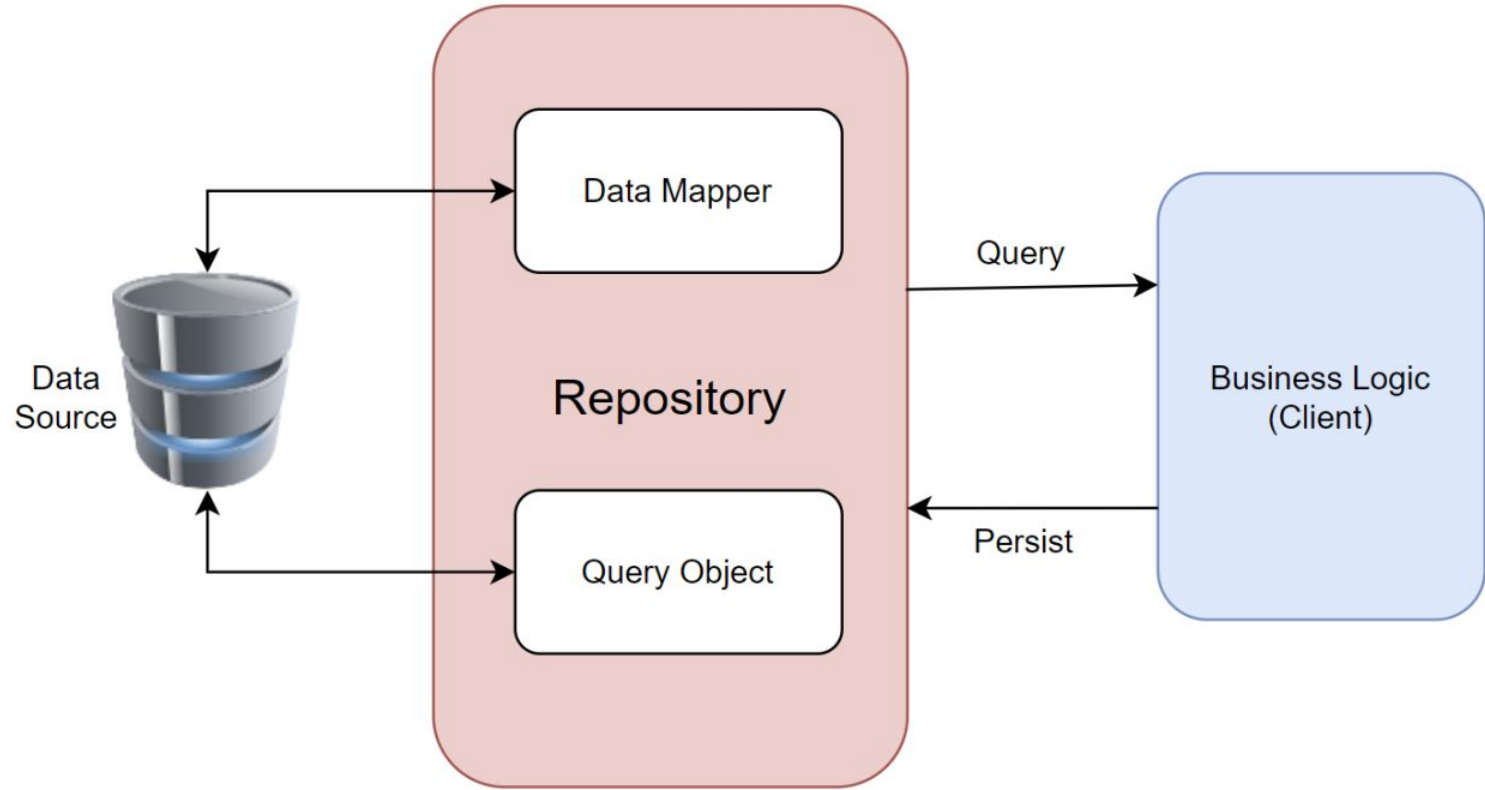 Data Mapper
Query
Data
Source
Repository
Business Logic
(Client)
Persist
Query Object